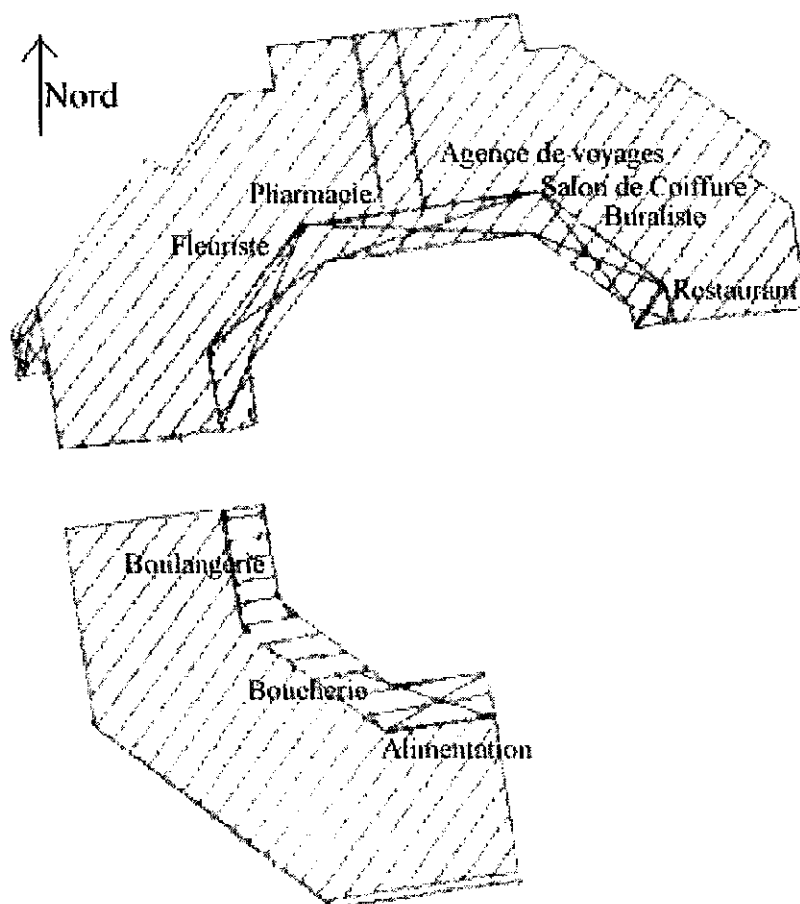 Nord
Agence de voyages
Pharmacie
Salon de Coiffure
Buraliste
Fleuriste
Restaurant
Boulangerie
Boucherie
Alimentation